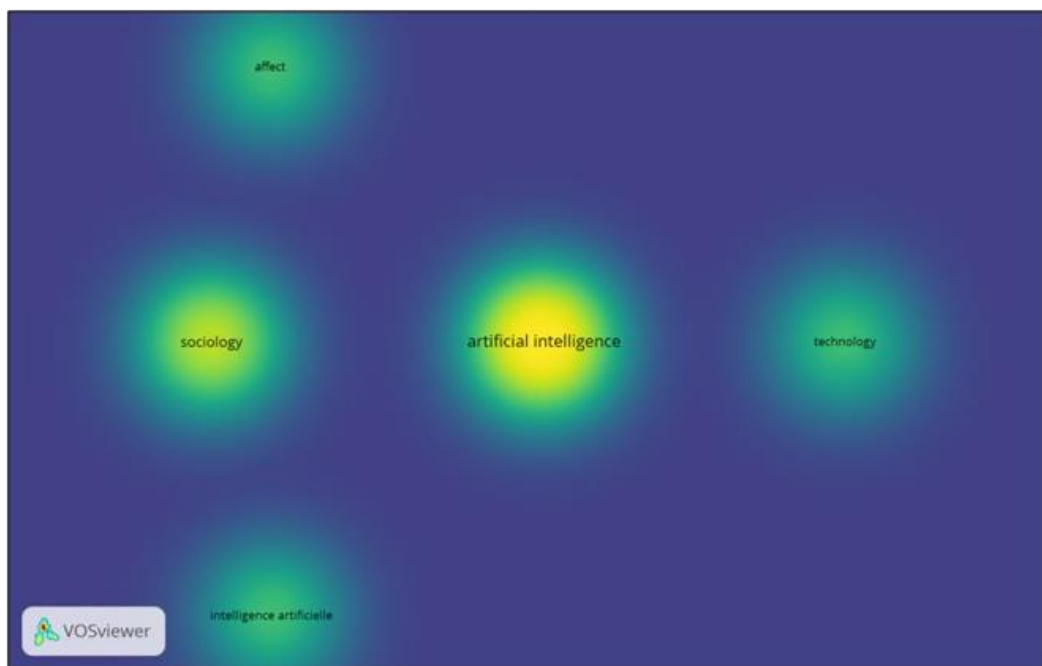 affect
sociology
artificial intelligence
technology
intelligence artificielle
VOSviewer